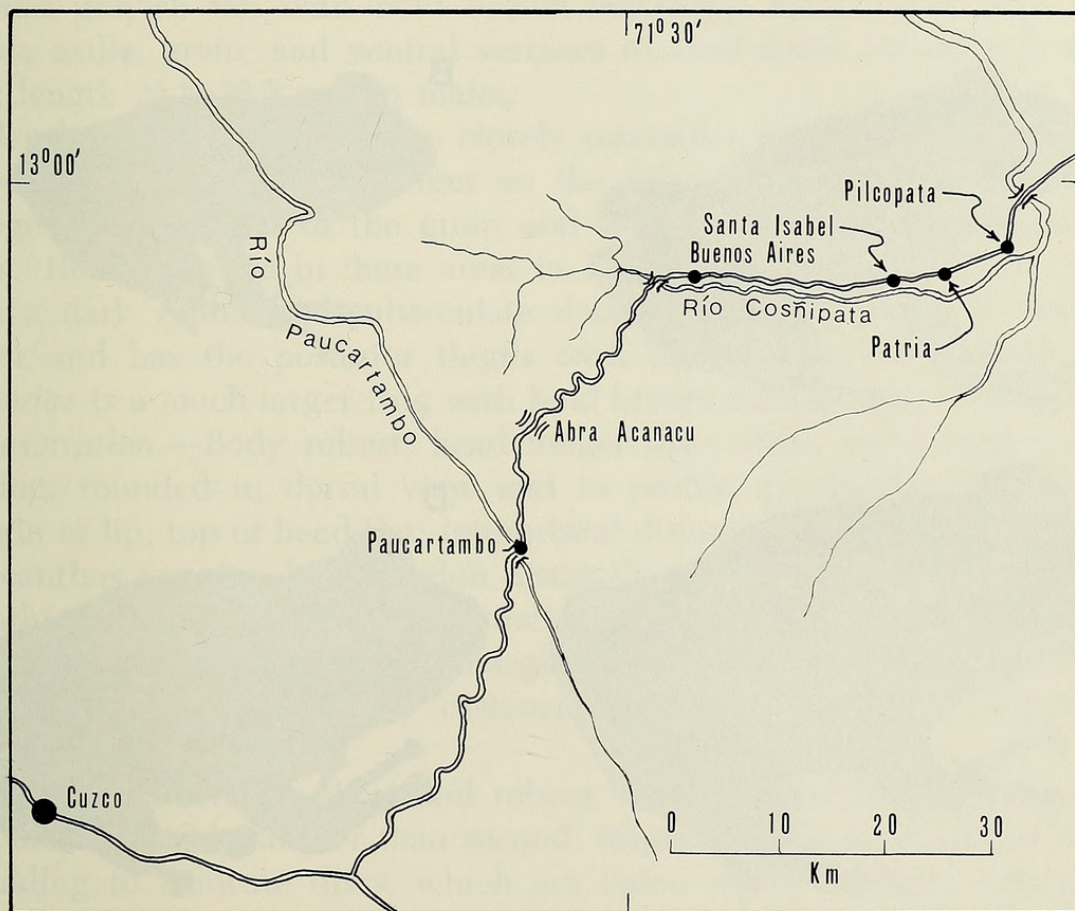 71° 30′
13°00′
Pilcopata
Santa Isabel
Buenos Aires
Río Cosñipata
Patria
Río
Paucartambo
Abra Acanacu
Paucartambo
Cuzco
0 10 20 30
Km